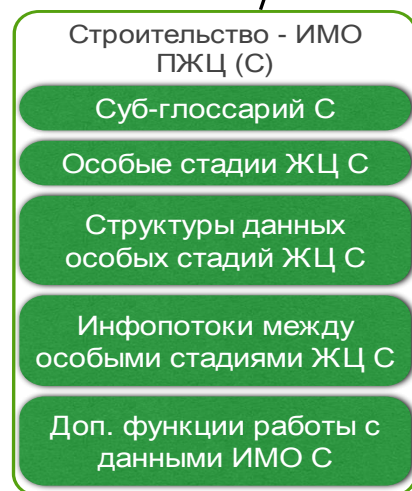 Строительство - ИМО
ПЖЦ (С)
Суб-глоссарий С
Особые стадии ЖЦ С
Структуры данных
особых стадий ЖЦ С
Инфопотоки между
особыми стадиями ЖЦ С
Доп. функции работы с
данными ИМО С